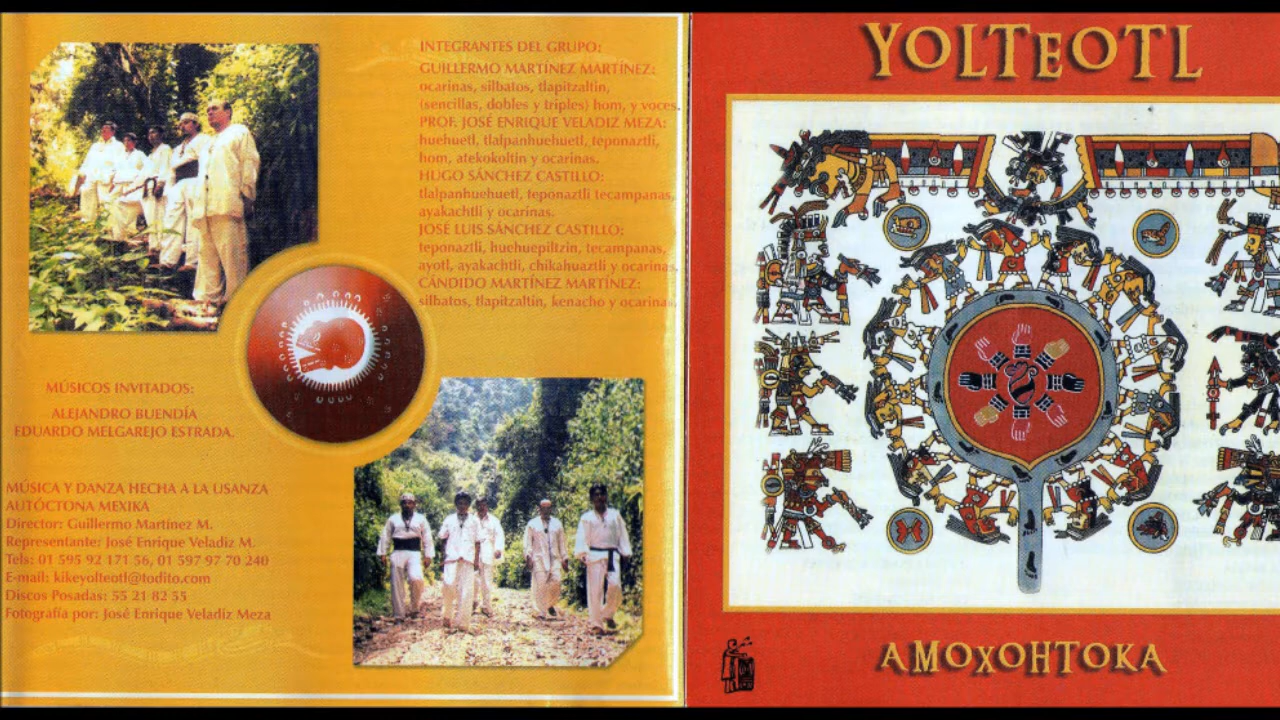 INTEGRANTES DEL GRUPO:
GUILLERMO MARTÍNEZ MARTÍNEZ:
ocarinas, silbatos, tlapitzaltin,
(sencillas, dobles y triples) hom, y voces.
PROF. JOSÉ ENRIQUE VELADIZ MEZA:
huehuetl, tlalpanhuehuetl, teponaztli,
hom, atekokoltin y ocarinas.
HUGO SÁNCHEZ CASTILLO:
tlalpanhuehuetl, teponaztli tecampanas,
ayakachtli y ocarinas.
JOSÉ LUIS SÁNCHEZ CASTILLO:
teponaztli, huehuepiltzin, tecampanas,
ayotl, ayakachtli, chikahuaztli y ocarinas.
CÁNDIDO MARTÍNEZ MARTÍNEZ:
silbatos, tlapitzaltin, kenacho y ocarinas.
MÚSICOS INVITADOS:
ALEJANDRO BUENDÍA
EDUARDO MELGAREJO ESTRADA.
MÚSICA Y DANZA HECHA A LA USANZA
AUTÓCTONA MEXIKA
Director: Guillermo Martínez M.
Representante: José Enrique Veladiz M.
Tels: 01 595 92 171 56, 01 597 97 70 240
E-mail: kikeyolteotl@todito.com
Discos Posadas: 55 21 82 55
Fotografía por: José Enrique Veladiz Meza
YOLTeOTL
AMOXOHTOKA